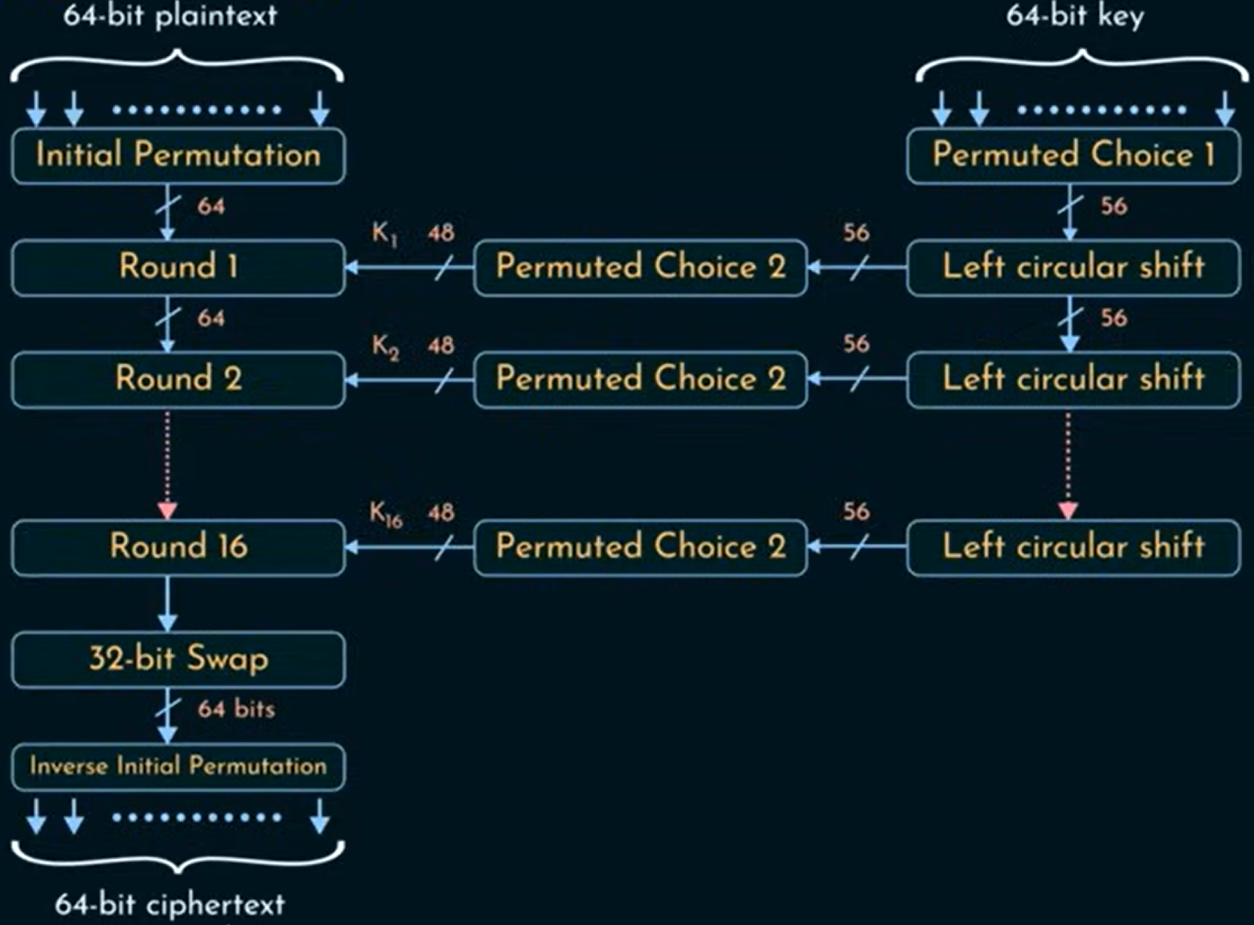 64-bit plaintext
64-bit key
Initial Permutation
Permuted Choice 1
64
56
K₁ 48
56
Round 1
Permuted Choice 2
Left circular shift
64
56
K₂ 48
56
Round 2
Permuted Choice 2
Left circular shift
K₁₆ 48
56
Round 16
Permuted Choice 2
Left circular shift
32-bit Swap
64 bits
Inverse Initial Permutation
64-bit ciphertext